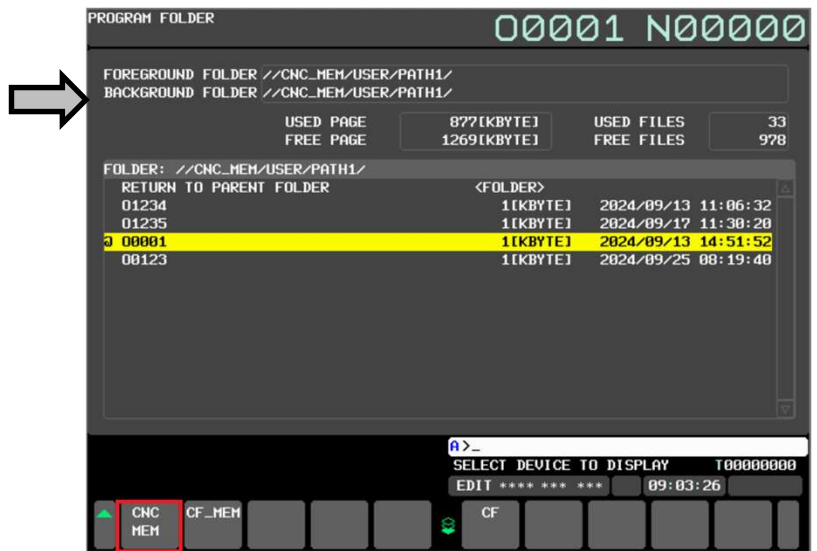 PROGRAM FOLDER
O0001 N00000
FOREGROUND FOLDER //CNC_MEM/USER/PATH1/
BACKGROUND FOLDER //CNC_MEM/USER/PATH1/
USED PAGE 877[KBYTE] USED FILES 33
FREE PAGE 1269[KBYTE] FREE FILES 978
FOLDER: //CNC_MEM/USER/PATH1/
RETURN TO PARENT FOLDER <FOLDER>
O1234 1[KBYTE] 2024/09/13 11:06:32
O1235 1[KBYTE] 2024/09/17 11:30:20
@ O0001 1[KBYTE] 2024/09/13 14:51:52
O0123 1[KBYTE] 2024/09/25 08:19:40
A>_
SELECT DEVICE TO DISPLAY T00000000
EDIT **** *** *** 09:03:26
CNC MEM CF_MEM CF